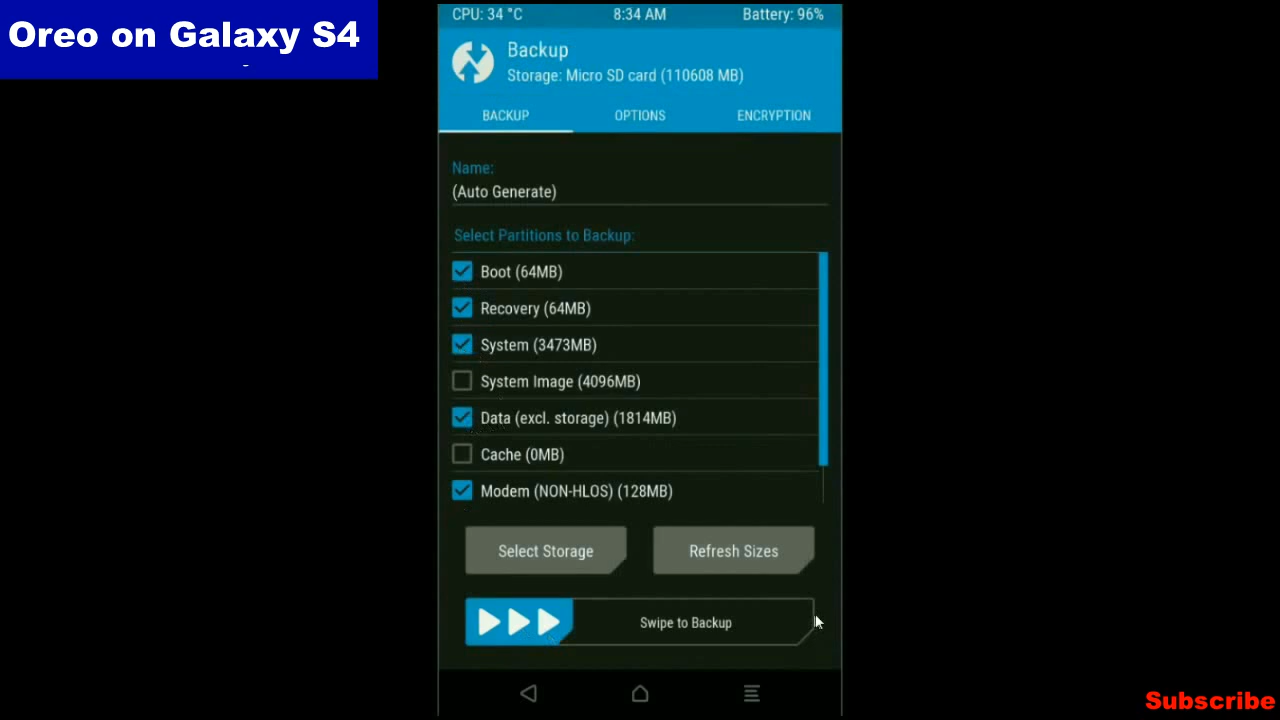 Oreo on Galaxy S4
CPU: 34 °C 8:34 AM Battery: 96%
Backup
Storage: Micro SD card (110608 MB)
BACKUP OPTIONS ENCRYPTION
Name:
(Auto Generate)
Select Partitions to Backup:
Boot (64MB)
Recovery (64MB)
System (3473MB)
System Image (4096MB)
Data (excl. storage) (1814MB)
Cache (0MB)
Modem (NON-HLOS) (128MB)
Select Storage Refresh Sizes
Swipe to Backup
Subscribe